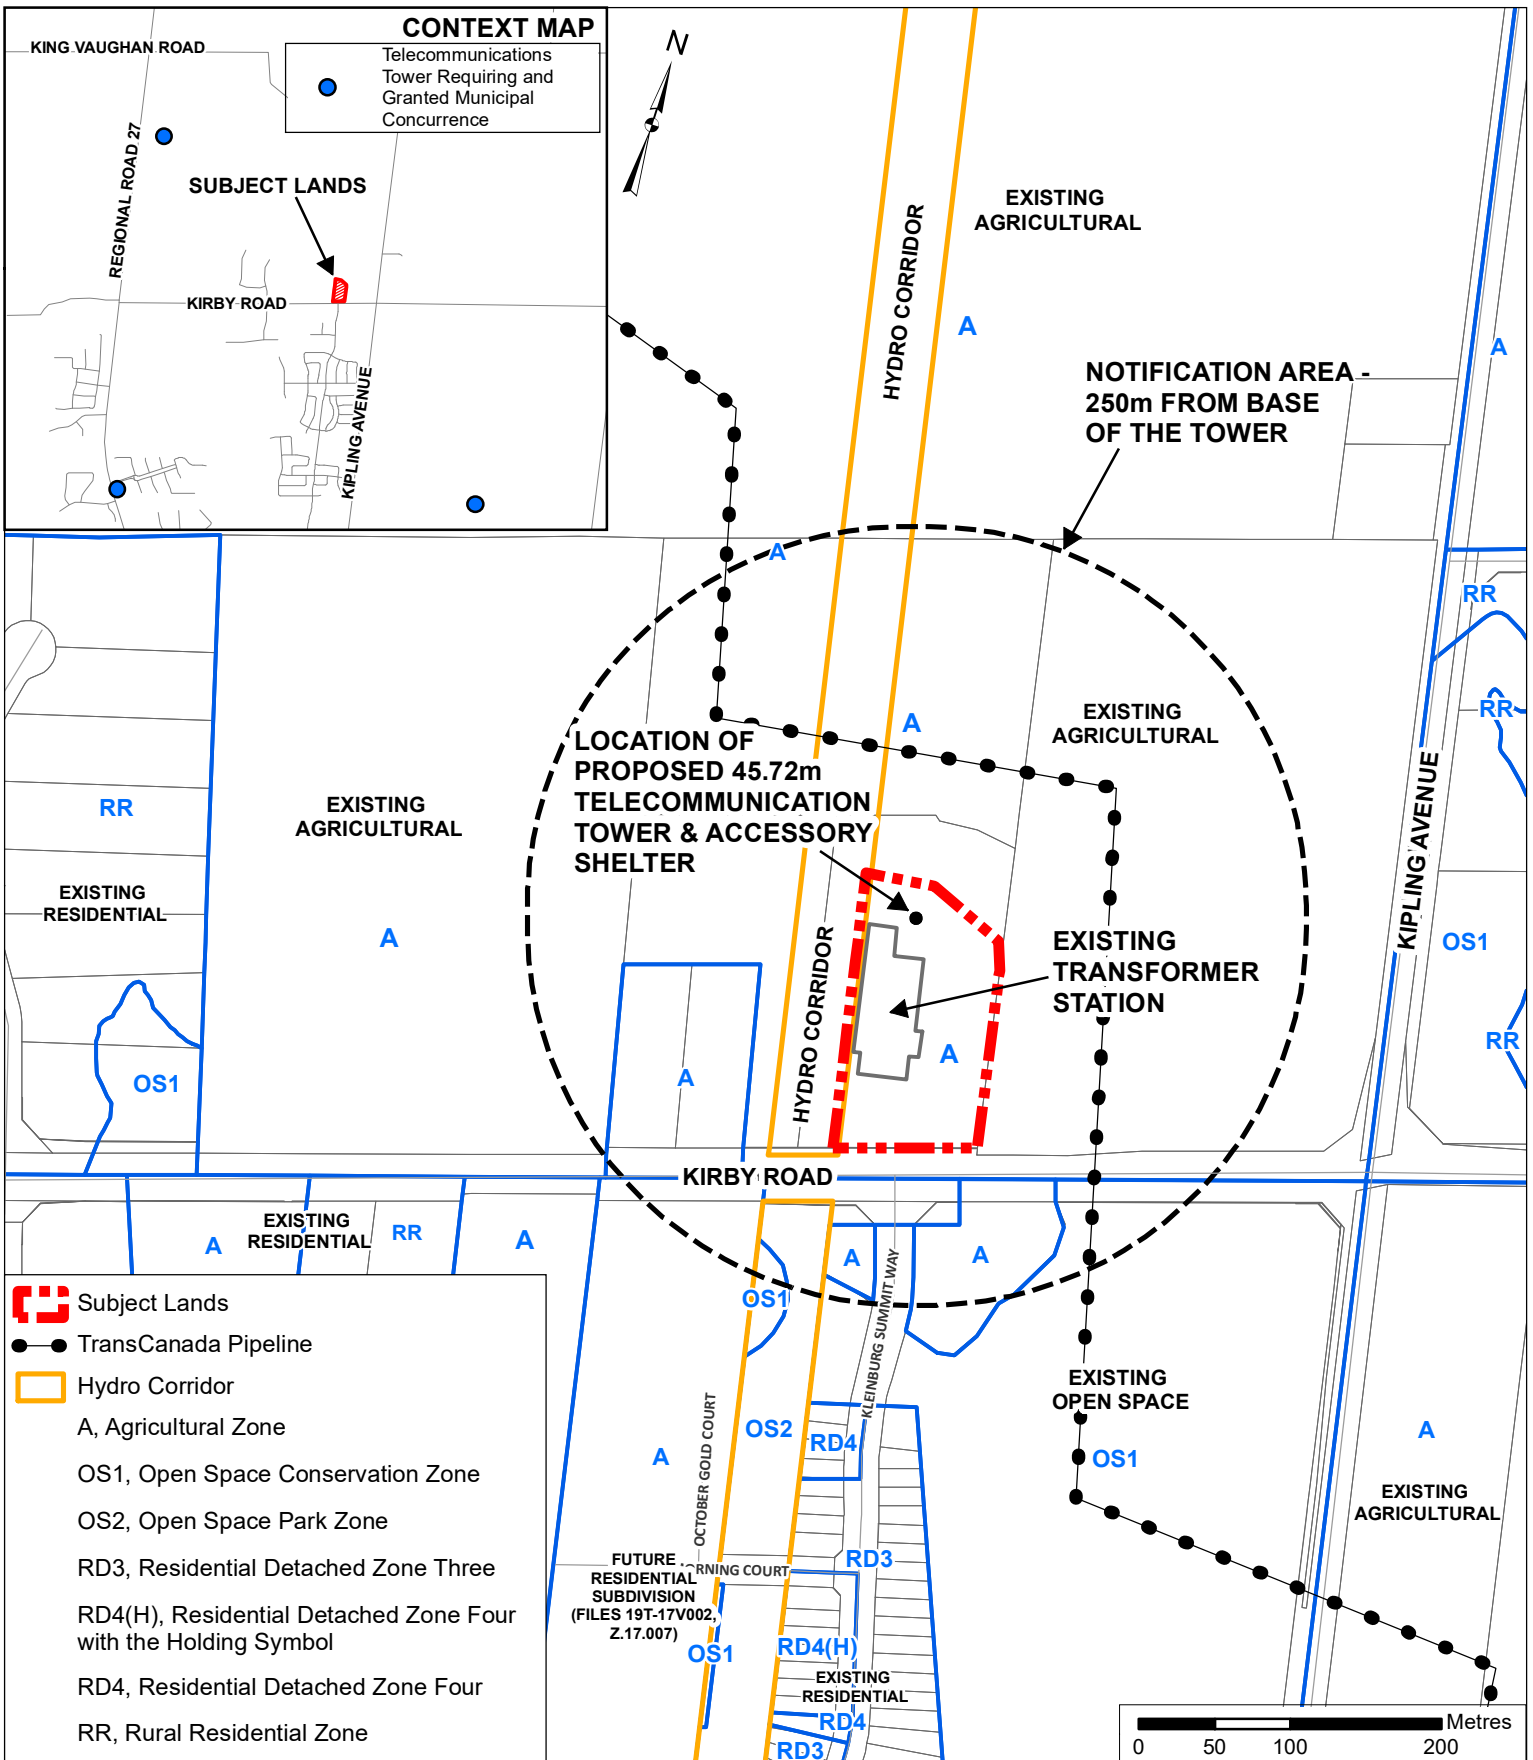 CONTEXT MAP
KING VAUGHAN ROAD
Telecommunications
Tower Requiring and
Granted Municipal
Concurrence
REGIONAL ROAD 27
SUBJECT LANDS
KIRBY ROAD
KIPLING AVENUE
N
HYDRO CORRIDOR
EXISTING
AGRICULTURAL
A
A
NOTIFICATION AREA -
250m FROM BASE
OF THE TOWER
A
RR
RR
EXISTING
AGRICULTURAL
A
LOCATION OF
PROPOSED 45.72m
TELECOMMUNICATION
TOWER & ACCESSORY
SHELTER
RR
EXISTING
AGRICULTURAL
EXISTING
RESIDENTIAL
A
KIPLING AVENUE
OS1
EXISTING
TRANSFORMER
STATION
HYDRO CORRIDOR
A
RR
OS1
A
KIRBY ROAD
EXISTING
RESIDENTIAL
A
RR
A
A
A
OS1
KLEINBURG SUMMIT WAY
EXISTING
OPEN SPACE
OS1
OCTOBER GOLD COURT
OS2
RD4
A
A
EXISTING
AGRICULTURAL
FUTURE
RESIDENTIAL
SUBDIVISION
(FILES 19T-17V002,
Z.17.007)
RNING COURT
RD3
OS1
RD4(H)
EXISTING
RESIDENTIAL
RD4
RD3
Subject Lands
TransCanada Pipeline
Hydro Corridor
A, Agricultural Zone
OS1, Open Space Conservation Zone
OS2, Open Space Park Zone
RD3, Residential Detached Zone Three
RD4(H), Residential Detached Zone Four
with the Holding Symbol
RD4, Residential Detached Zone Four
RR, Rural Residential Zone
Metres
0 50 100 200